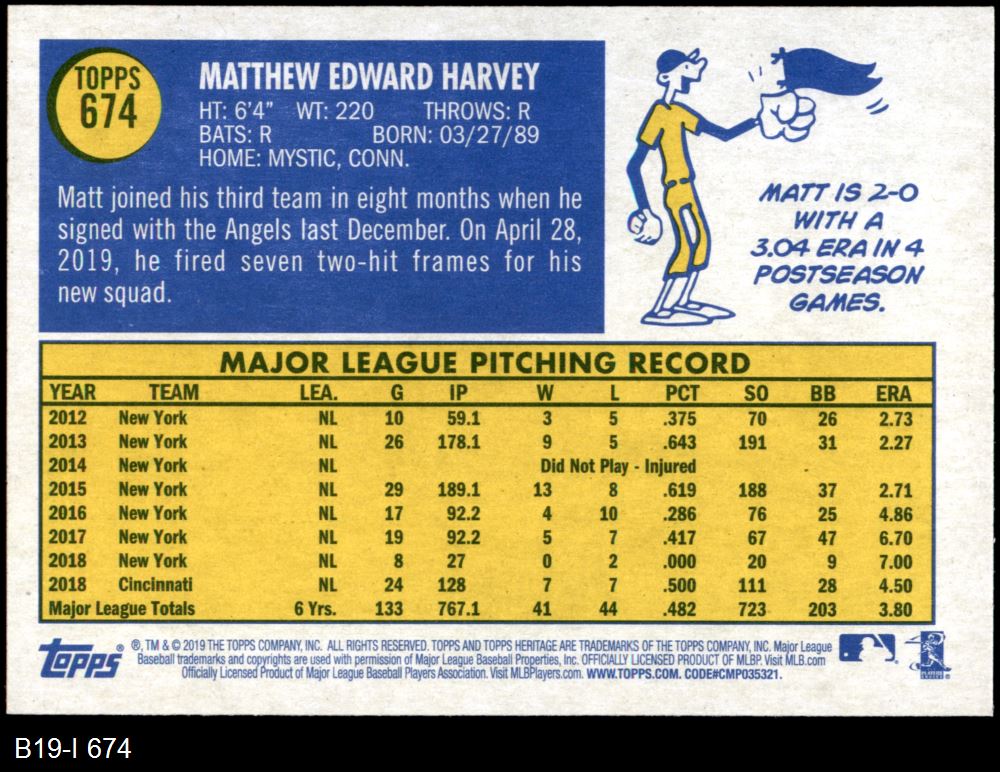 TOPPS
674
MATTHEW EDWARD HARVEY
HT: 6'4" WT: 220 THROWS: R
BATS: R BORN: 03/27/89
HOME: MYSTIC, CONN.
Matt joined his third team in eight months when he
signed with the Angels last December. On April 28,
2019, he fired seven two-hit frames for his
new squad.
MATT IS 2-0
WITH A
3.04 ERA IN 4
POSTSEASON
GAMES.
MAJOR LEAGUE PITCHING RECORD
YEAR TEAM LEA. G IP W L PCT SO BB ERA
2012 New York NL 10 59.1 3 5 .375 70 26 2.73
2013 New York NL 26 178.1 9 5 .643 191 31 2.27
2014 New York NL Did Not Play - Injured
2015 New York NL 29 189.1 13 8 .619 188 37 2.71
2016 New York NL 17 92.2 4 10 .286 76 25 4.86
2017 New York NL 19 92.2 5 7 .417 67 47 6.70
2018 New York NL 8 27 0 2 .000 20 9 7.00
2018 Cincinnati NL 24 128 7 7 .500 111 28 4.50
Major League Totals 6 Yrs. 133 767.1 41 44 .482 723 203 3.80
topps ®, TM & © 2019 THE TOPPS COMPANY, INC. ALL RIGHTS RESERVED. TOPPS AND TOPPS HERITAGE ARE TRADEMARKS OF THE TOPPS COMPANY, INC. Major League
Baseball trademarks and copyrights are used with permission of Major League Baseball Properties, Inc. OFFICIALLY LICENSED PRODUCT OF MLBP. Visit MLB.com
Officially Licensed Product of Major League Baseball Players Association. Visit MLBPlayers.com. WWW.TOPPS.COM. CODE#CMP035321.
B19-I 674